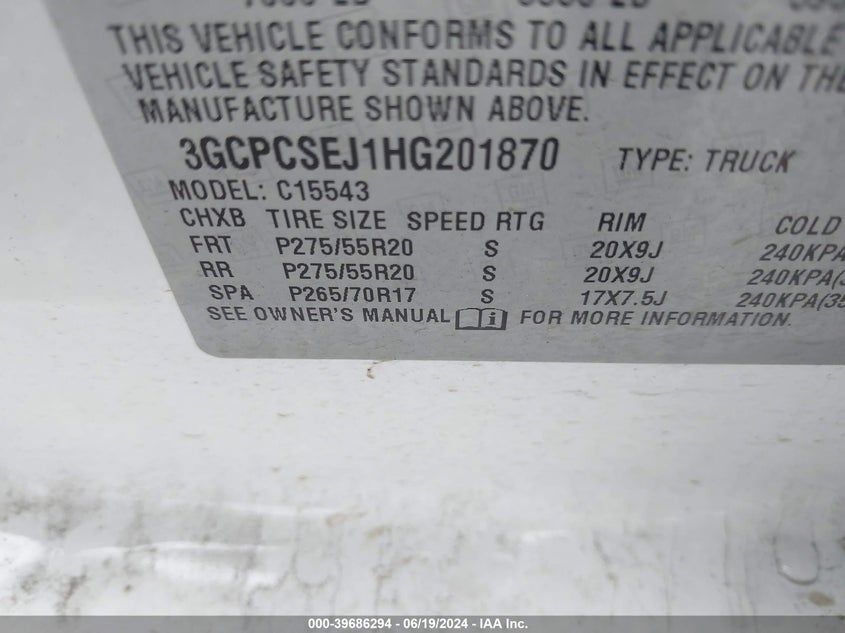 THIS VEHICLE CONFORMS TO ALL APPLICABLE
VEHICLE SAFETY STANDARDS IN EFFECT ON THE
MANUFACTURE SHOWN ABOVE.
3GCPCSEJ1HG201870 TYPE: TRUCK
MODEL: C15543
CHXB TIRE SIZE SPEED RTG RIM COLD
FRT P275/55R20 S 20X9J 240KPA
RR P275/55R20 S 20X9J 240KPA(3
SPA P265/70R17 S 17X7.5J 240KPA(35
SEE OWNER'S MANUAL i FOR MORE INFORMATION.
000-39686294 - 06/19/2024 - IAA Inc.